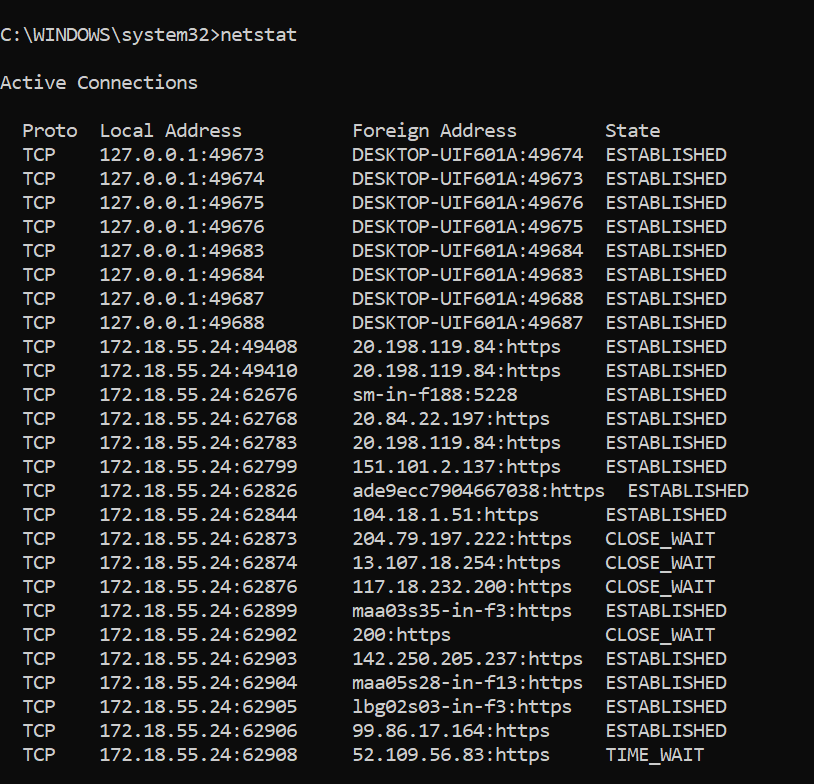 C:\WINDOWS\system32>netstat
Active Connections
Proto  Local Address          Foreign Address        State
TCP    127.0.0.1:49673        DESKTOP-UIF601A:49674  ESTABLISHED
TCP    127.0.0.1:49674        DESKTOP-UIF601A:49673  ESTABLISHED
TCP    127.0.0.1:49675        DESKTOP-UIF601A:49676  ESTABLISHED
TCP    127.0.0.1:49676        DESKTOP-UIF601A:49675  ESTABLISHED
TCP    127.0.0.1:49683        DESKTOP-UIF601A:49684  ESTABLISHED
TCP    127.0.0.1:49684        DESKTOP-UIF601A:49683  ESTABLISHED
TCP    127.0.0.1:49687        DESKTOP-UIF601A:49688  ESTABLISHED
TCP    127.0.0.1:49688        DESKTOP-UIF601A:49687  ESTABLISHED
TCP    172.18.55.24:49408     20.198.119.84:https    ESTABLISHED
TCP    172.18.55.24:49410     20.198.119.84:https    ESTABLISHED
TCP    172.18.55.24:62676     sm-in-f188:5228        ESTABLISHED
TCP    172.18.55.24:62768     20.84.22.197:https     ESTABLISHED
TCP    172.18.55.24:62783     20.198.119.84:https    ESTABLISHED
TCP    172.18.55.24:62799     151.101.2.137:https    ESTABLISHED
TCP    172.18.55.24:62826     ade9ecc7904667038:https  ESTABLISHED
TCP    172.18.55.24:62844     104.18.1.51:https      ESTABLISHED
TCP    172.18.55.24:62873     204.79.197.222:https   CLOSE_WAIT
TCP    172.18.55.24:62874     13.107.18.254:https    CLOSE_WAIT
TCP    172.18.55.24:62876     117.18.232.200:https   CLOSE_WAIT
TCP    172.18.55.24:62899     maa03s35-in-f3:https   ESTABLISHED
TCP    172.18.55.24:62902     200:https              CLOSE_WAIT
TCP    172.18.55.24:62903     142.250.205.237:https  ESTABLISHED
TCP    172.18.55.24:62904     maa05s28-in-f13:https  ESTABLISHED
TCP    172.18.55.24:62905     lbg02s03-in-f3:https   ESTABLISHED
TCP    172.18.55.24:62906     99.86.17.164:https     ESTABLISHED
TCP    172.18.55.24:62908     52.109.56.83:https     TIME_WAIT